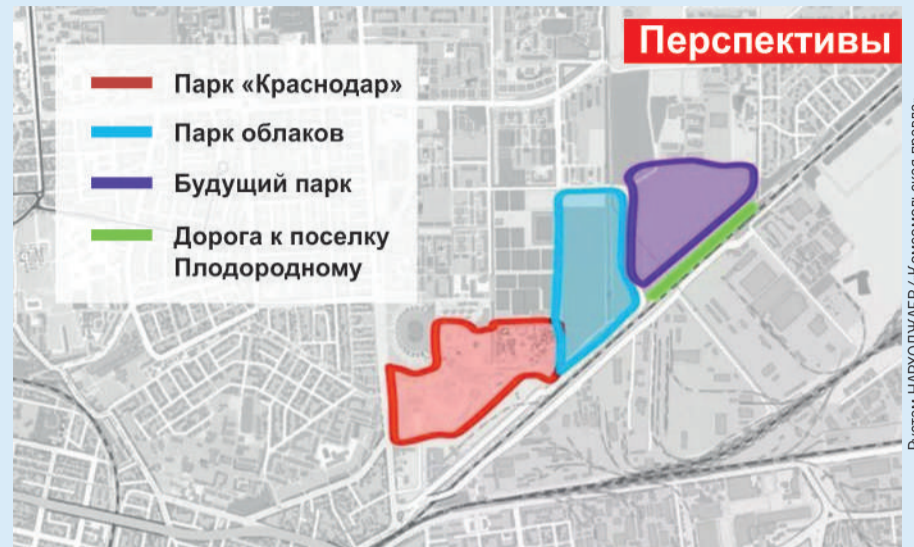 Перспективы
Парк «Краснодар»
Парк облаков
Будущий парк
Дорога к поселку
Плодородному